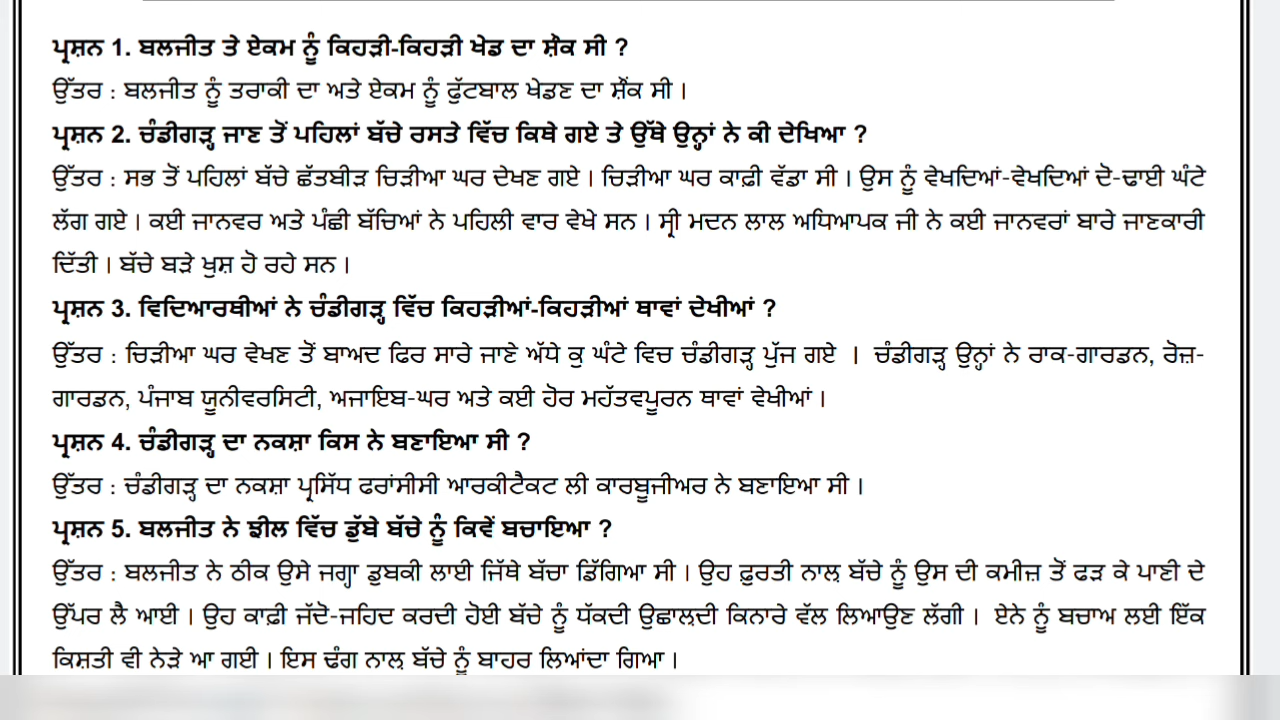 ਪ੍ਰਸ਼ਨ 1. ਬਲਜੀਤ ਤੇ ਏਕਮ ਨੂੰ ਕਿਹੜੀ-ਕਿਹੜੀ ਖੇਡ ਦਾ ਸ਼ੌਂਕ ਸੀ ?
ਉੱਤਰ : ਬਲਜੀਤ ਨੂੰ ਤਰਾਕੀ ਦਾ ਅਤੇ ਏਕਮ ਨੂੰ ਫੁੱਟਬਾਲ ਖੇਡਣ ਦਾ ਸ਼ੌਂਕ ਸੀ ।
ਪ੍ਰਸ਼ਨ 2. ਚੰਡੀਗੜ੍ਹ ਜਾਣ ਤੋਂ ਪਹਿਲਾਂ ਬੱਚੇ ਰਸਤੇ ਵਿੱਚ ਕਿਥੇ ਗਏ ਤੇ ਉੱਥੇ ਉਨ੍ਹਾਂ ਨੇ ਕੀ ਦੇਖਿਆ ?
ਉੱਤਰ : ਸਭ ਤੋਂ ਪਹਿਲਾਂ ਬੱਚੇ ਛੱਤਬੀੜ ਚਿੜੀਆ ਘਰ ਦੇਖਣ ਗਏ । ਚਿੜੀਆ ਘਰ ਕਾਫ਼ੀ ਵੱਡਾ ਸੀ । ਉਸ ਨੂੰ ਵੇਖਦਿਆਂ-ਵੇਖਦਿਆਂ ਦੋ-ਢਾਈ ਘੰਟੇ
ਲੱਗ ਗਏ । ਕਈ ਜਾਨਵਰ ਅਤੇ ਪੰਛੀ ਬੱਚਿਆਂ ਨੇ ਪਹਿਲੀ ਵਾਰ ਵੇਖੇ ਸਨ । ਸ੍ਰੀ ਮਦਨ ਲਾਲ ਅਧਿਆਪਕ ਜੀ ਨੇ ਕਈ ਜਾਨਵਰਾਂ ਬਾਰੇ ਜਾਣਕਾਰੀ
ਦਿੱਤੀ । ਬੱਚੇ ਬੜੇ ਖੁਸ਼ ਹੋ ਰਹੇ ਸਨ ।
ਪ੍ਰਸ਼ਨ 3. ਵਿਦਿਆਰਥੀਆਂ ਨੇ ਚੰਡੀਗੜ੍ਹ ਵਿੱਚ ਕਿਹੜੀਆਂ-ਕਿਹੜੀਆਂ ਥਾਵਾਂ ਦੇਖੀਆਂ ?
ਉੱਤਰ : ਚਿੜੀਆ ਘਰ ਵੇਖਣ ਤੋਂ ਬਾਅਦ ਫਿਰ ਸਾਰੇ ਜਾਣੇ ਅੱਧੇ ਕੁ ਘੰਟੇ ਵਿਚ ਚੰਡੀਗੜ੍ਹ ਪੁੱਜ ਗਏ । ਚੰਡੀਗੜ੍ਹ ਉਨ੍ਹਾਂ ਨੇ ਰਾਕ-ਗਾਰਡਨ, ਰੋਜ਼-
ਗਾਰਡਨ, ਪੰਜਾਬ ਯੂਨੀਵਰਸਿਟੀ, ਅਜਾਇਬ-ਘਰ ਅਤੇ ਕਈ ਹੋਰ ਮਹੱਤਵਪੂਰਨ ਥਾਵਾਂ ਵੇਖੀਆਂ ।
ਪ੍ਰਸ਼ਨ 4. ਚੰਡੀਗੜ੍ਹ ਦਾ ਨਕਸ਼ਾ ਕਿਸ ਨੇ ਬਣਾਇਆ ਸੀ ?
ਉੱਤਰ : ਚੰਡੀਗੜ੍ਹ ਦਾ ਨਕਸ਼ਾ ਪ੍ਰਸਿੱਧ ਫਰਾਂਸੀਸੀ ਆਰਕੀਟੈਕਟ ਲੀ ਕਾਰਬੂਜੀਅਰ ਨੇ ਬਣਾਇਆ ਸੀ ।
ਪ੍ਰਸ਼ਨ 5. ਬਲਜੀਤ ਨੇ ਝੀਲ ਵਿੱਚ ਡੁੱਬੇ ਬੱਚੇ ਨੂੰ ਕਿਵੇਂ ਬਚਾਇਆ ?
ਉੱਤਰ : ਬਲਜੀਤ ਨੇ ਠੀਕ ਉਸੇ ਜਗ੍ਹਾ ਡੁਬਕੀ ਲਾਈ ਜਿੱਥੇ ਬੱਚਾ ਡਿੱਗਿਆ ਸੀ । ਉਹ ਫ਼ੁਰਤੀ ਨਾਲ਼ ਬੱਚੇ ਨੂੰ ਉਸ ਦੀ ਕਮੀਜ਼ ਤੋਂ ਫੜ ਕੇ ਪਾਣੀ ਦੇ
ਉੱਪਰ ਲੈ ਆਈ । ਉਹ ਕਾਫ਼ੀ ਜੱਦੋ-ਜਹਿਦ ਕਰਦੀ ਹੋਈ ਬੱਚੇ ਨੂੰ ਧੱਕਦੀ ਉਛਾਲ਼ਦੀ ਕਿਨਾਰੇ ਵੱਲ ਲਿਆਉਣ ਲੱਗੀ । ਏਨੇ ਨੂੰ ਬਚਾਅ ਲਈ ਇੱਕ
ਕਿਸ਼ਤੀ ਵੀ ਨੇੜੇ ਆ ਗਈ । ਇਸ ਢੰਗ ਨਾਲ਼ ਬੱਚੇ ਨੂੰ ਬਾਹਰ ਲਿਆਂਦਾ ਗਿਆ ।